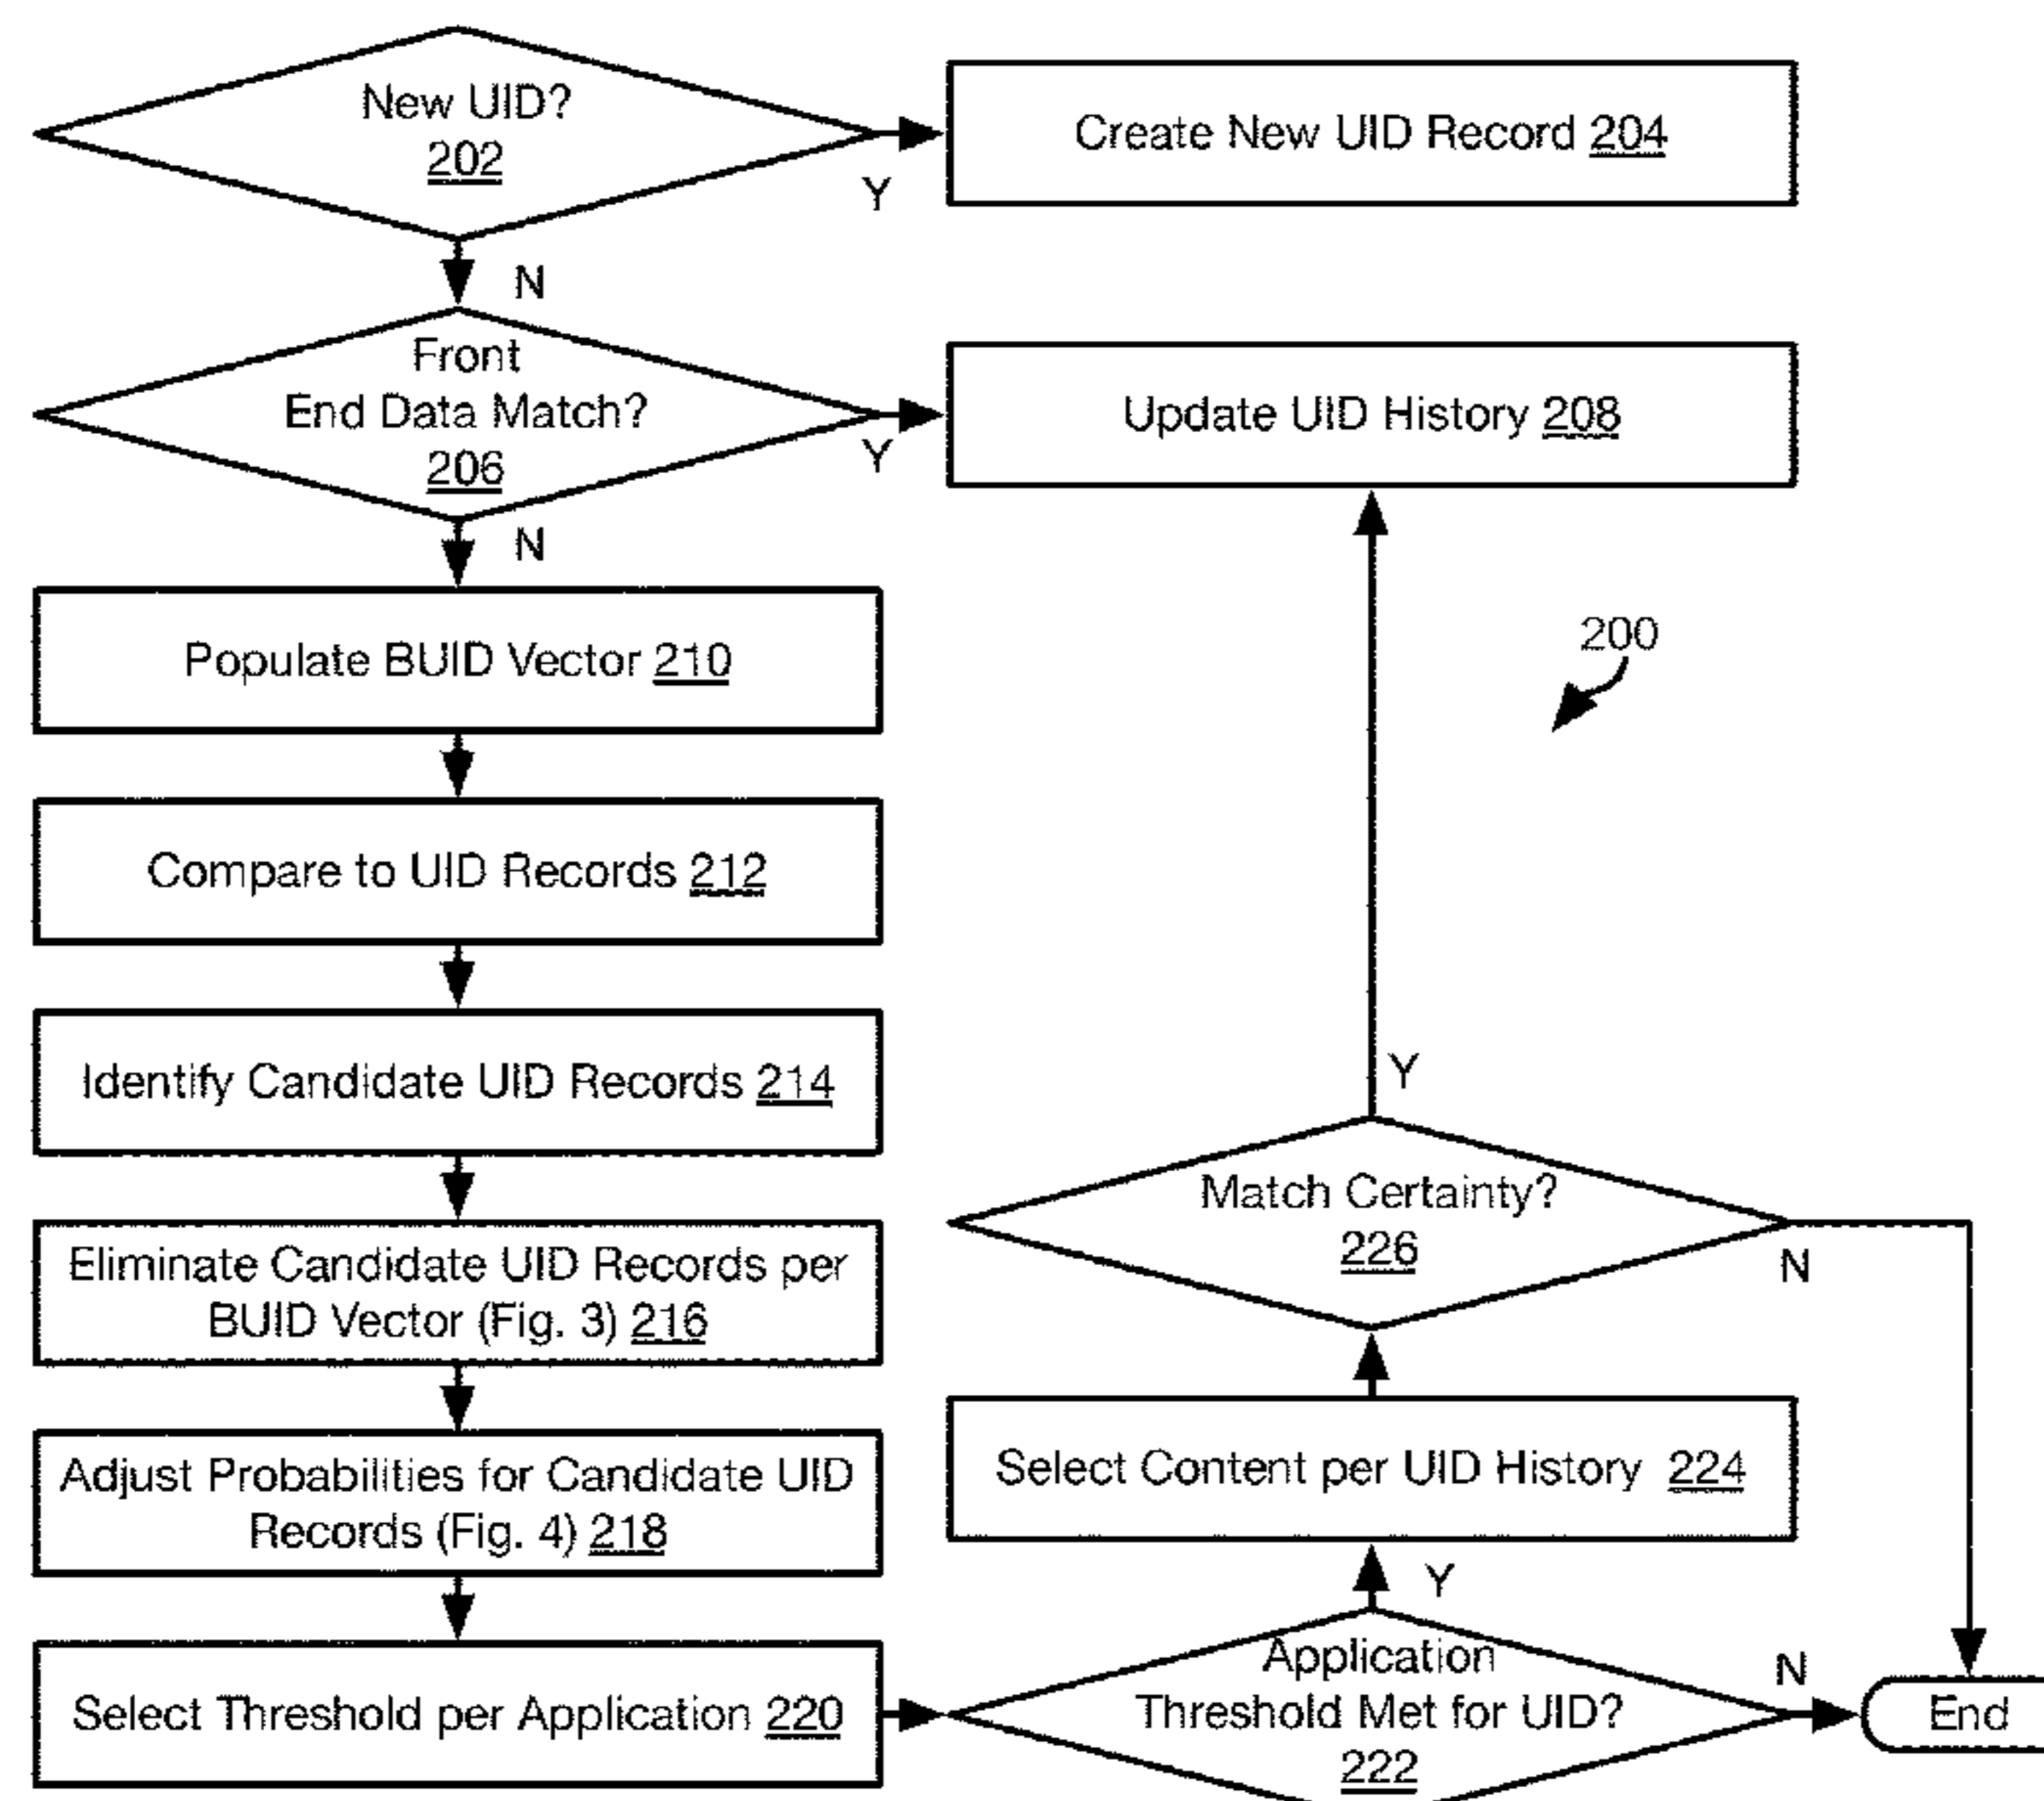 New UID?
202
Y
Create New UID Record 204
N
Front
End Data Match?
206
Y
Update UID History 208
N
Populate BUID Vector 210
200
Compare to UID Records 212
Identify Candidate UID Records 214
Eliminate Candidate UID Records per
BUID Vector (Fig. 3) 216
Adjust Probabilities for Candidate UID
Records (Fig. 4) 218
Select Threshold per Application 220
Application
Threshold Met for UID?
222
N
End
Y
Select Content per UID History 224
Match Certainty?
226
N
Y